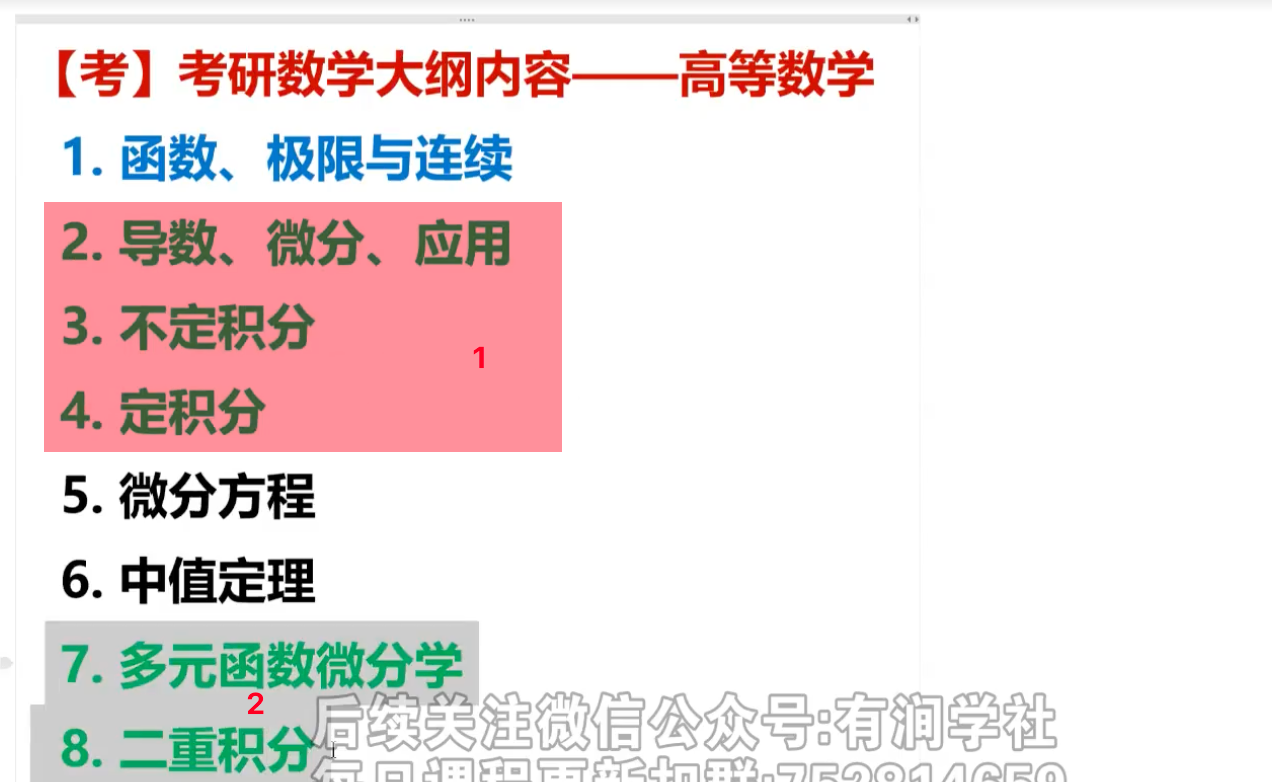 【考】考研数学大纲内容——高等数学
1. 函数、极限与连续
2. 导数、微分、应用
3. 不定积分
1
4. 定积分
5. 微分方程
6. 中值定理
7. 多元函数微分学
2
后续关注微信公众号:有润学社
8. 二重积分
每日课程更新加群:752814659